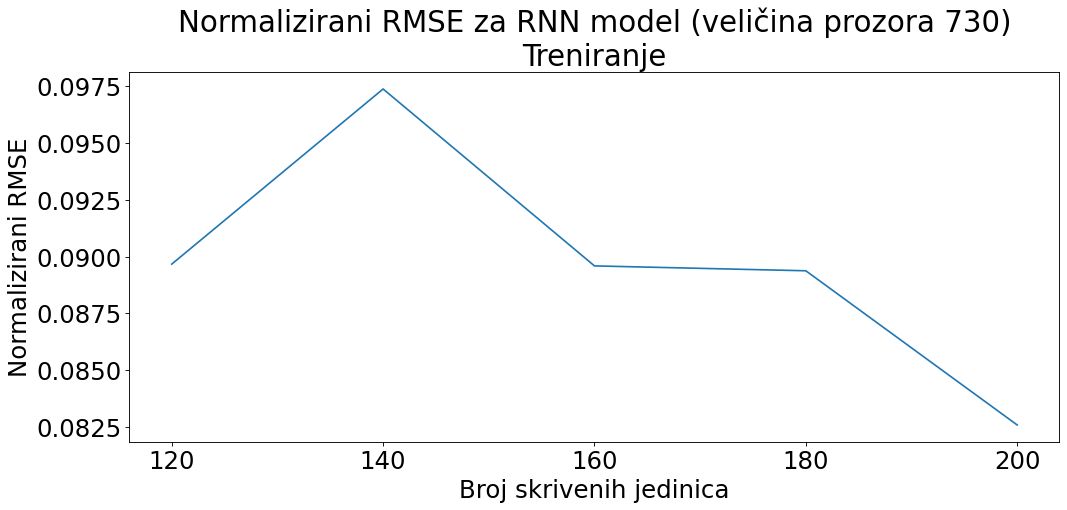 Normalizirani RMSE za RNN model (veličina prozora 730)
Treniranje
Normalizirani RMSE
0.0975
0.0950
0.0925
0.0900
0.0875
0.0850
0.0825
120 140 160 180 200
Broj skrivenih jedinica